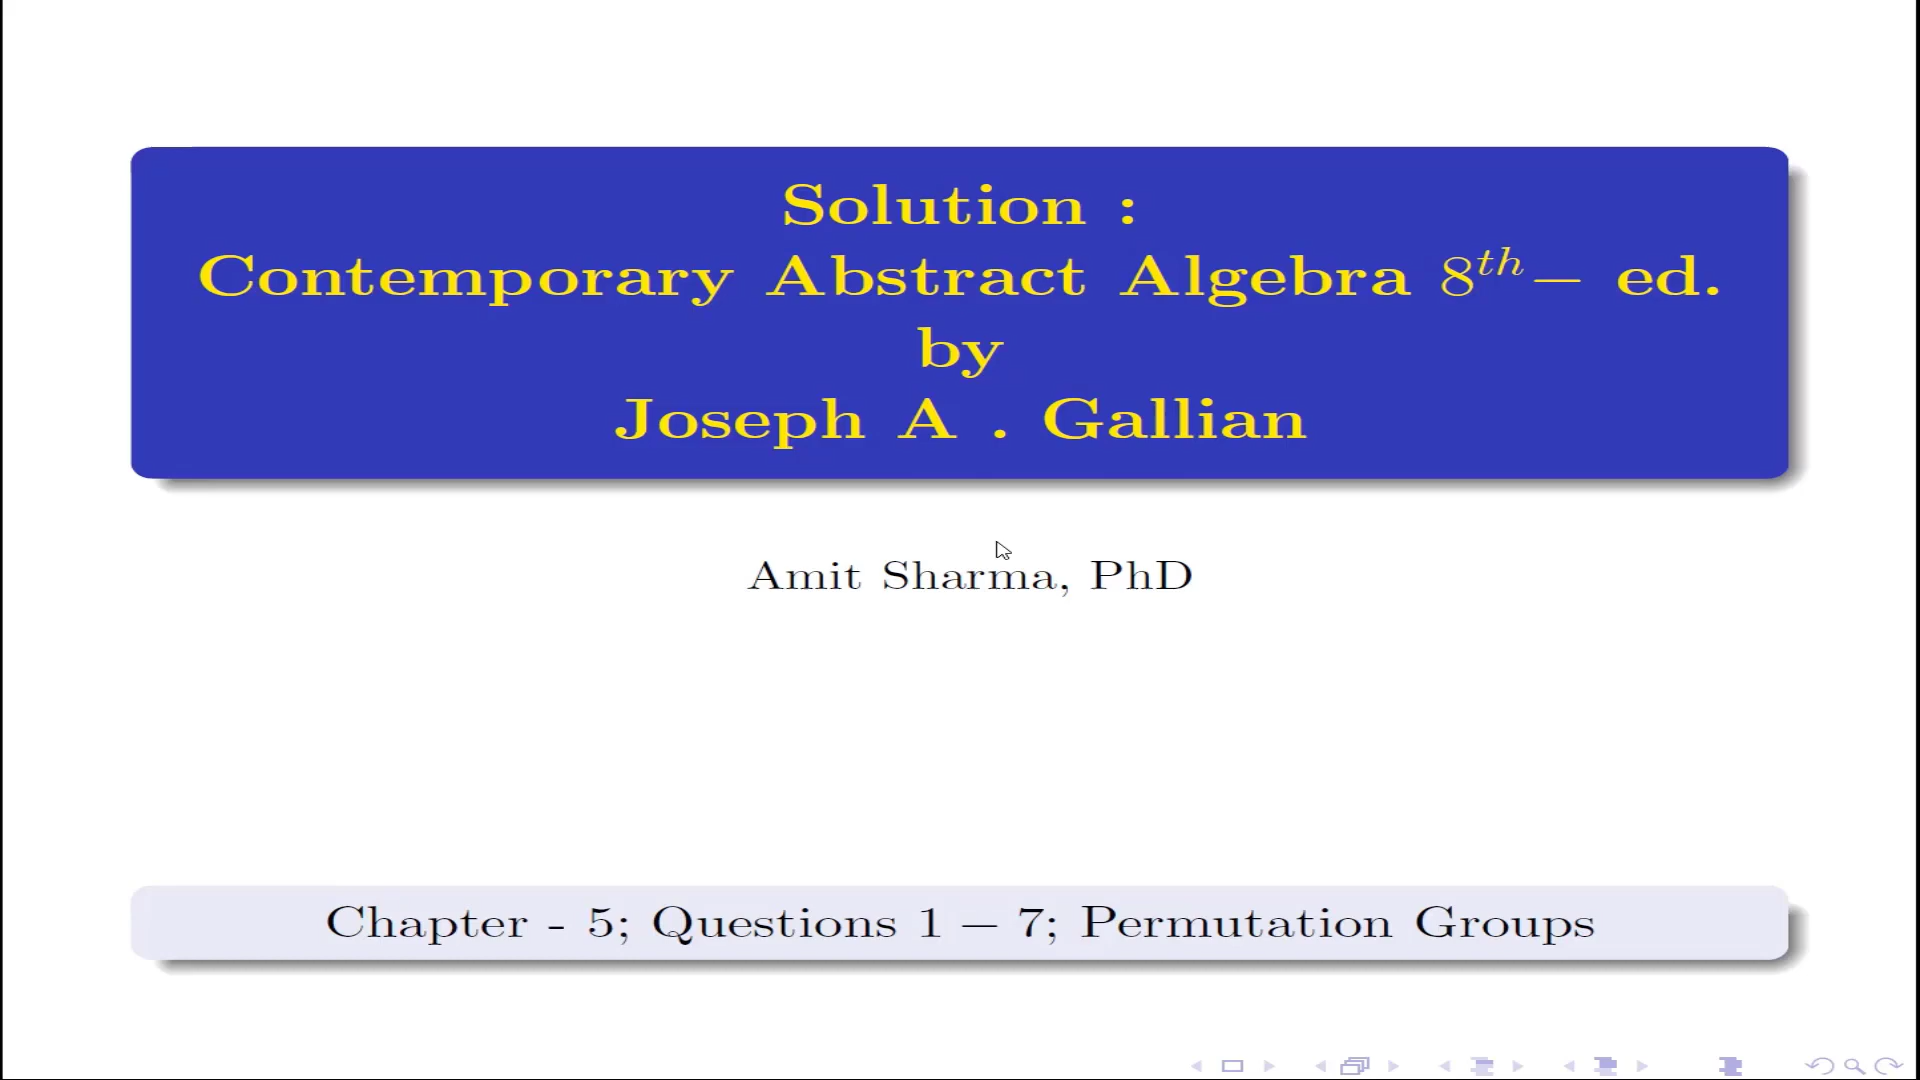 Solution :
Contemporary Abstract Algebra 8th− ed.
by
Joseph A . Gallian
Amit Sharma, PhD
Chapter - 5; Questions 1 − 7; Permutation Groups